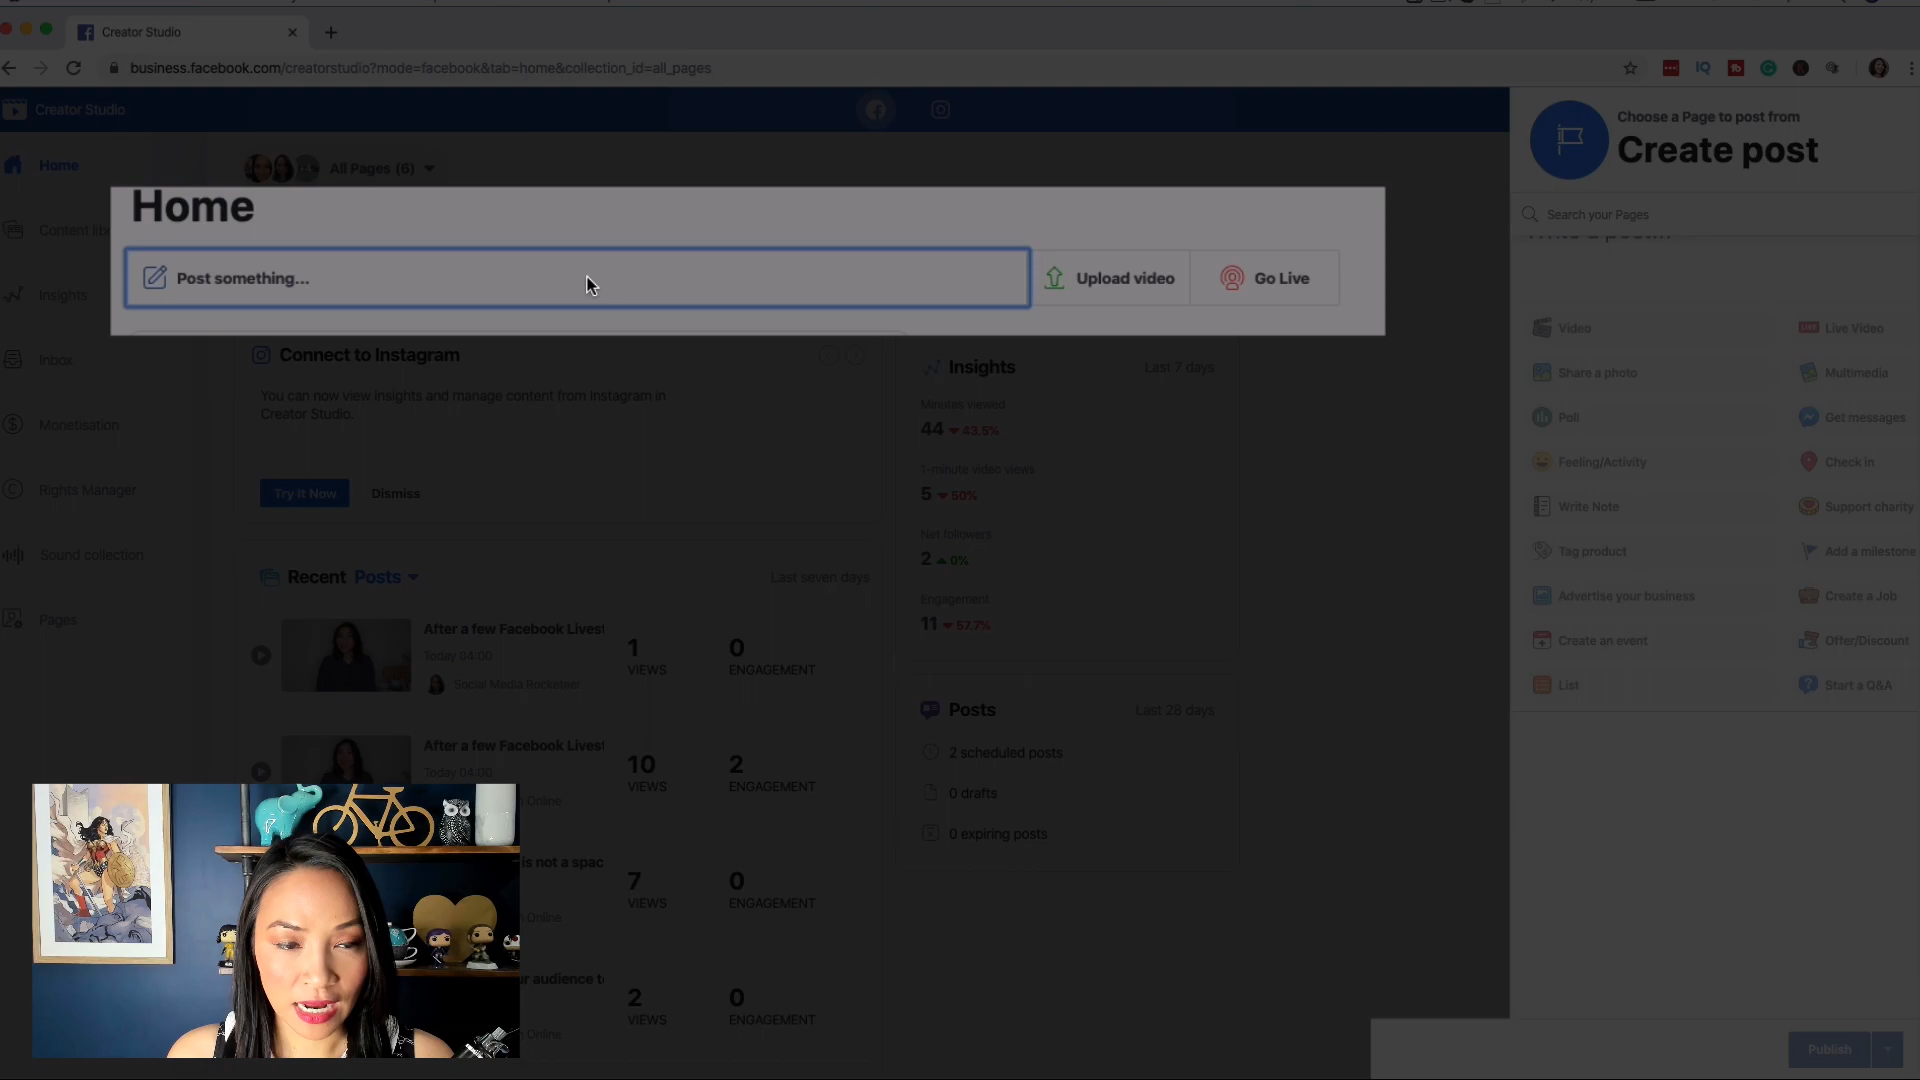 Creator Studio
business.facebook.com/creatorstudio?mode=facebook&tab=home&collection_id=all_pages
Creator Studio
Choose a Page to post from
Create post
Search your Pages
Home
All Pages (6)
Content
Insights
Inbox
Monetisation
Rights Manager
Sound collection
Pages
Home
Post something...
Upload video
Go Live
Connect to Instagram
You can now view insights and manage content from Instagram in
Creator Studio.
Try It Now
Dismiss
Insights
Last 7 days
Minutes viewed
44 43.5%
1-minute video views
5 50%
Net followers
2 0%
Engagement
11 57.7%
Recent Posts
Last seven days
After a few Facebook Livest
Today 04:00
Social Media Rocketeer
1
VIEWS
0
ENGAGEMENT
After a few Facebook Livest
Today 04:00
Online
10
VIEWS
2
ENGAGEMENT
is not a spac
Online
7
VIEWS
0
ENGAGEMENT
audience t
Online
2
VIEWS
0
ENGAGEMENT
Posts
Last 28 days
2 scheduled posts
0 drafts
0 expiring posts
Video
Live Video
Share a photo
Multimedia
Poll
Get messages
Feeling/Activity
Check in
Write Note
Support charity
Tag product
Add a milestone
Advertise your business
Create a Job
Create an event
Offer/Discount
List
Start a Q&A
Publish